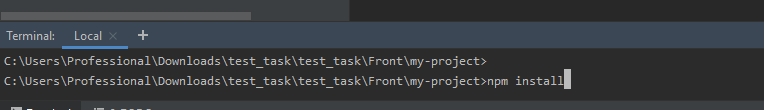 Terminal: Local
C:\Users\Professional\Downloads\test_task\test_task\Front\my-project>
C:\Users\Professional\Downloads\test_task\test_task\Front\my-project>npm install